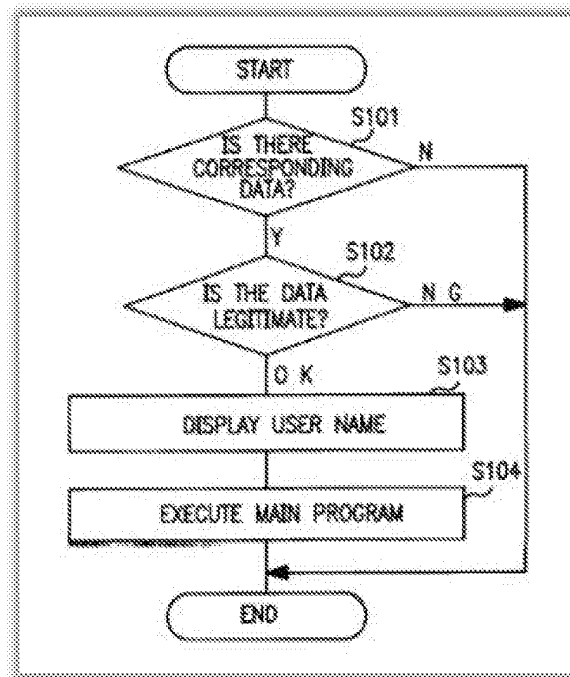 START
S101
IS THERE
CORRESPONDING
DATA?
N
Y
S102
IS THE DATA
LEGITIMATE?
N G
O K
S103
DISPLAY USER NAME
S104
EXECUTE MAIN PROGRAM
END